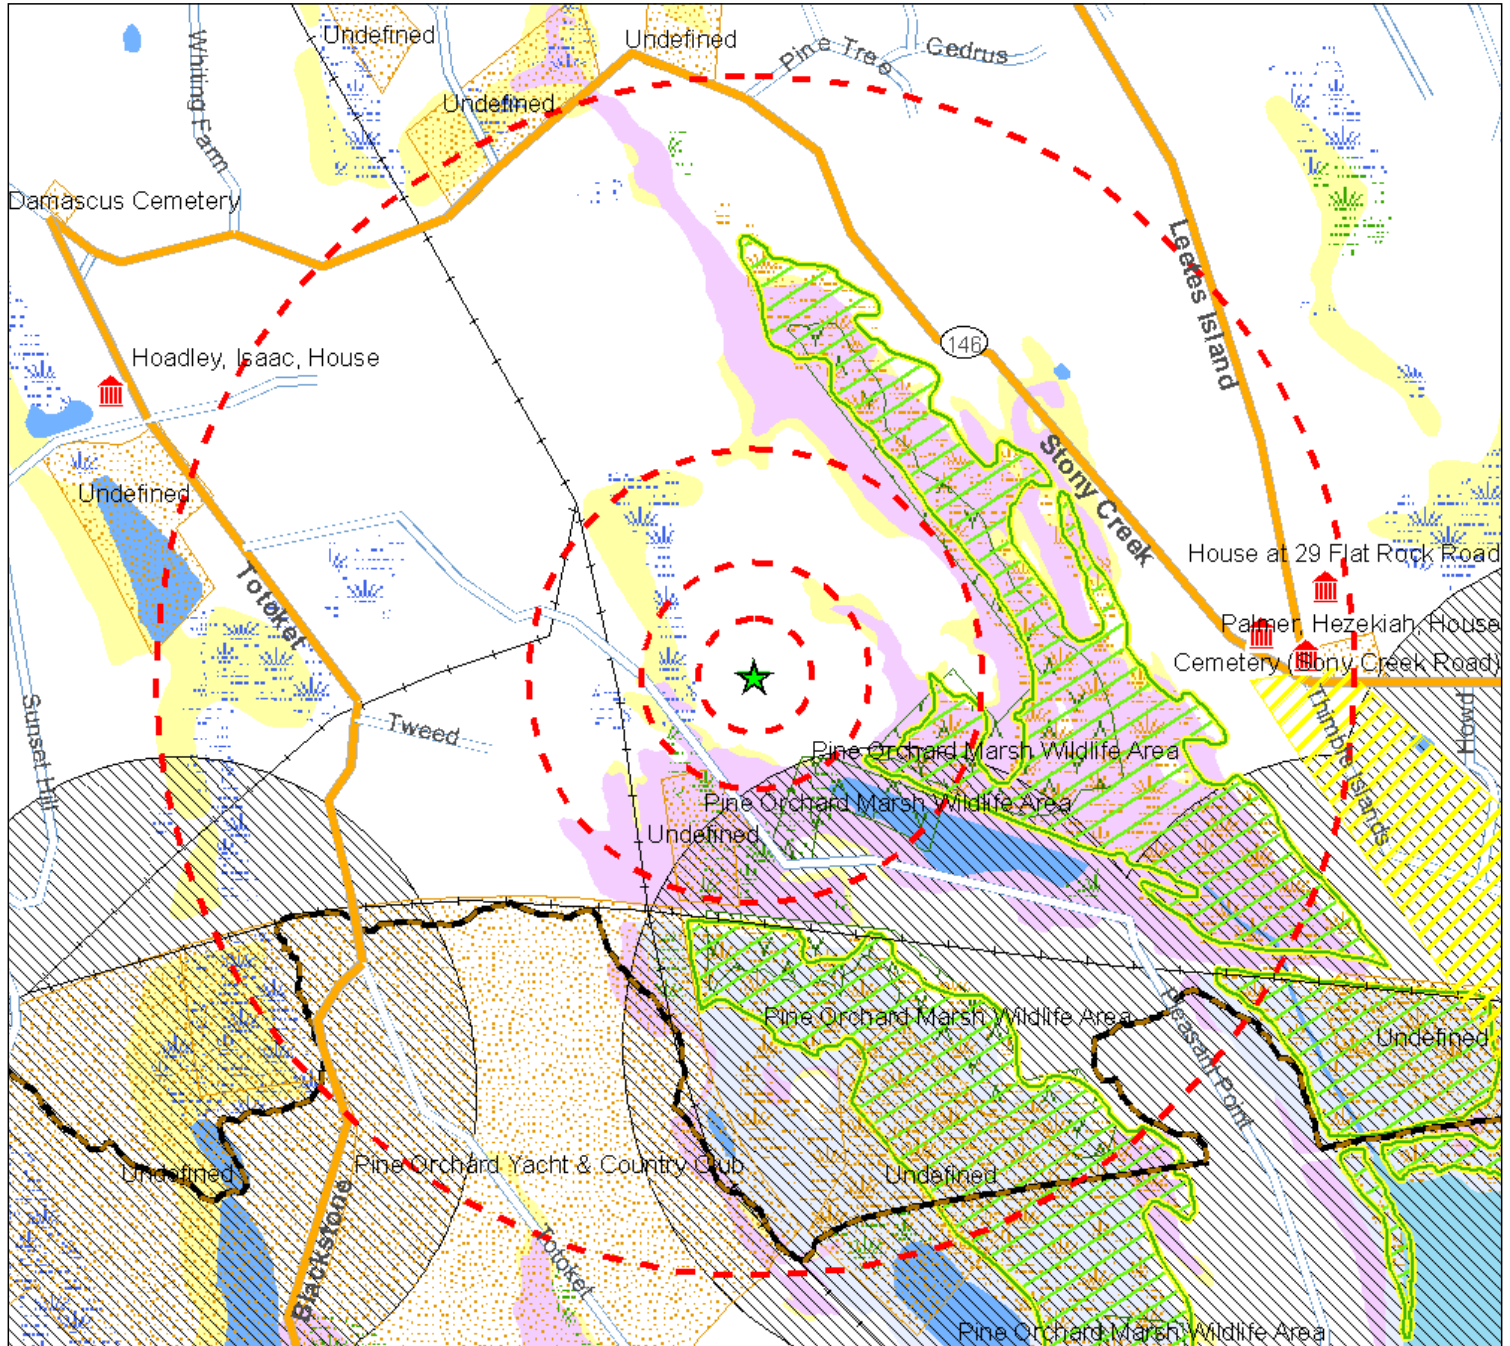 Undefined
Undefined
Pine Tree
Cedrus
Whiting Farm
Undefined
Damascus Cemetery
Leetes Island
146
Hoadley, Isaac, House
Stony Creek
Undefined
House at 29 Flat Rock Road
Totoket
Palmer, Hezekiah, House
Cemetery (Stony Creek Road)
Sunset Hill
Tweed
Thimble Islands
Howd
Pine Orchard Marsh Wildlife Area
Pine Orchard Marsh Wildlife Area
Undefined
Pine Orchard Marsh Wildlife Area
Pleasant Point
Undefined
Undefined
Pine Orchard Yacht & Country Club
Undefined
Blackstone
Totoket
Pine Orchard Marsh Wildlife Area